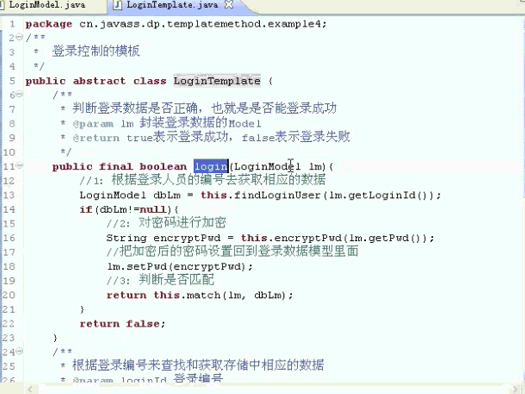 LoginModel.java LoginTemplate.java
1 package cn.javass.dp.templatemethod.example4;
2 /**
3 * 登录控制的模板
4 */
5 public abstract class LoginTemplate {
6 /**
7 * 判断登录数据是否正确，也就是是否能登录成功
8 * @param lm 封装登录数据的Model
9 * @return true表示登录成功，false表示登录失败
10 */
11 public final boolean login(LoginModel lm){
12 //1：根据登录人员的编号去获取相应的数据
13 LoginModel dbLm = this.findLoginUser(lm.getLoginId());
14 if(dbLm!=null){
15 //2：对密码进行加密
16 String encryptPwd = this.encryptPwd(lm.getPwd());
17 //把加密后的密码设置回到登录数据模型里面
18 lm.setPwd(encryptPwd);
19 //3：判断是否匹配
20 return this.match(lm, dbLm);
21 }
22 return false;
23 }
24 /**
25 * 根据登录编号来查找和获取存储中相应的数据
26 * @param loginId 登录编号